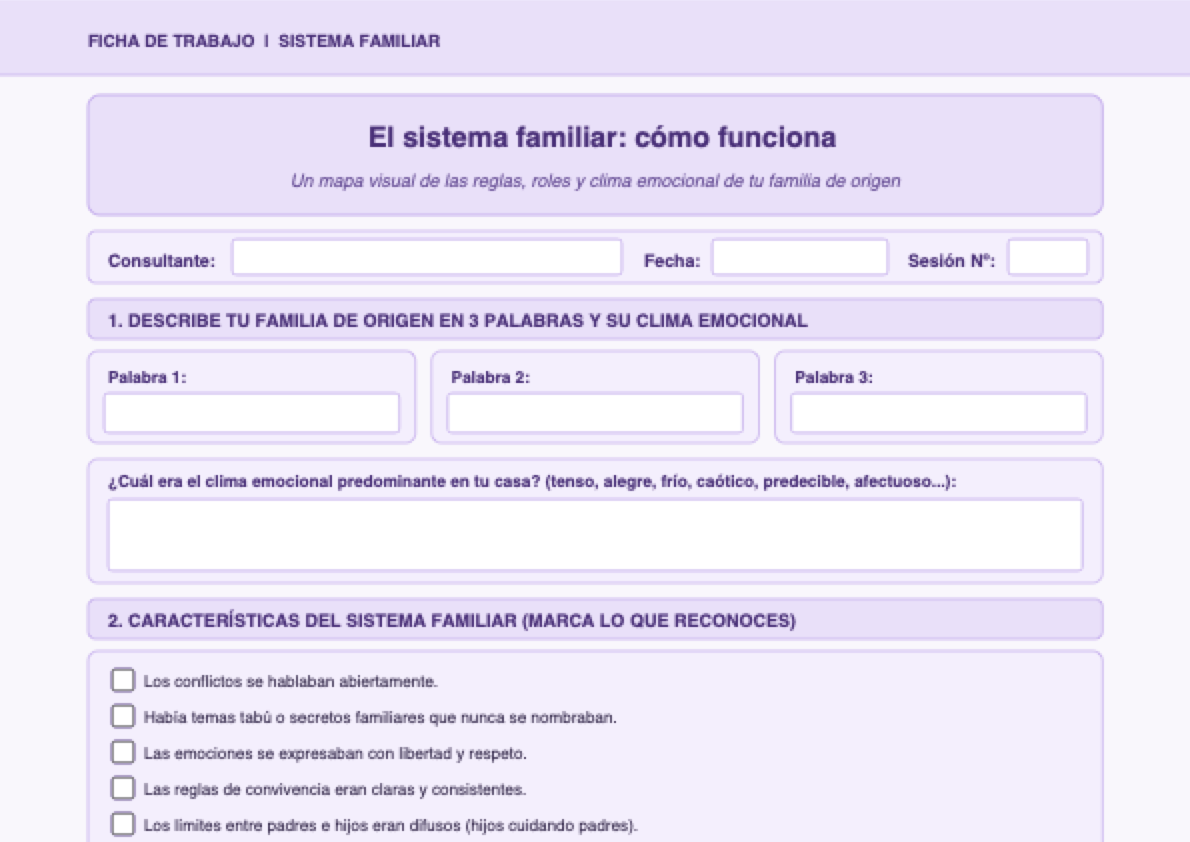 FICHA DE TRABAJO | SISTEMA FAMILIAR
El sistema familiar: cómo funciona
Un mapa visual de las reglas, roles y clima emocional de tu familia de origen
Consultante: Fecha: Sesión Nº:
1. DESCRIBE TU FAMILIA DE ORIGEN EN 3 PALABRAS Y SU CLIMA EMOCIONAL
Palabra 1: Palabra 2: Palabra 3:
¿Cuál era el clima emocional predominante en tu casa? (tenso, alegre, frío, caótico, predecible, afectuoso...):
2. CARACTERÍSTICAS DEL SISTEMA FAMILIAR (MARCA LO QUE RECONOCES)
Los conflictos se hablaban abiertamente.
Había temas tabú o secretos familiares que nunca se nombraban.
Las emociones se expresaban con libertad y respeto.
Las reglas de convivencia eran claras y consistentes.
Los límites entre padres e hijos eran difusos (hijos cuidando padres).